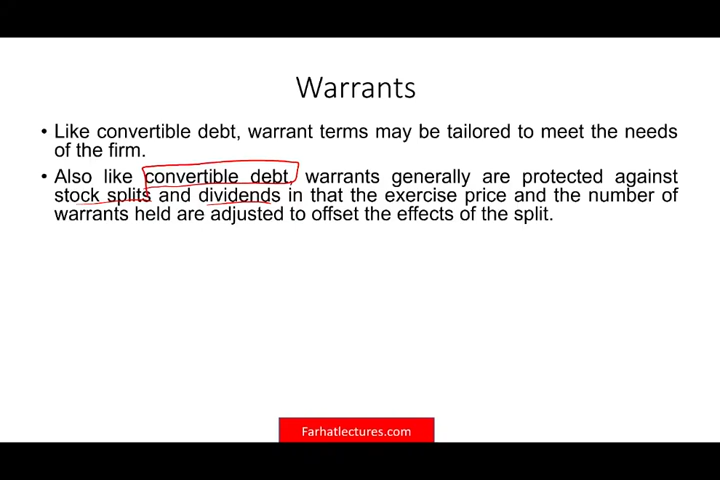 Warrants
• Like convertible debt, warrant terms may be tailored to meet the needs
of the firm.
• Also like convertible debt, warrants generally are protected against
stock splits and dividends in that the exercise price and the number of
warrants held are adjusted to offset the effects of the split.
Farhatlectures.com